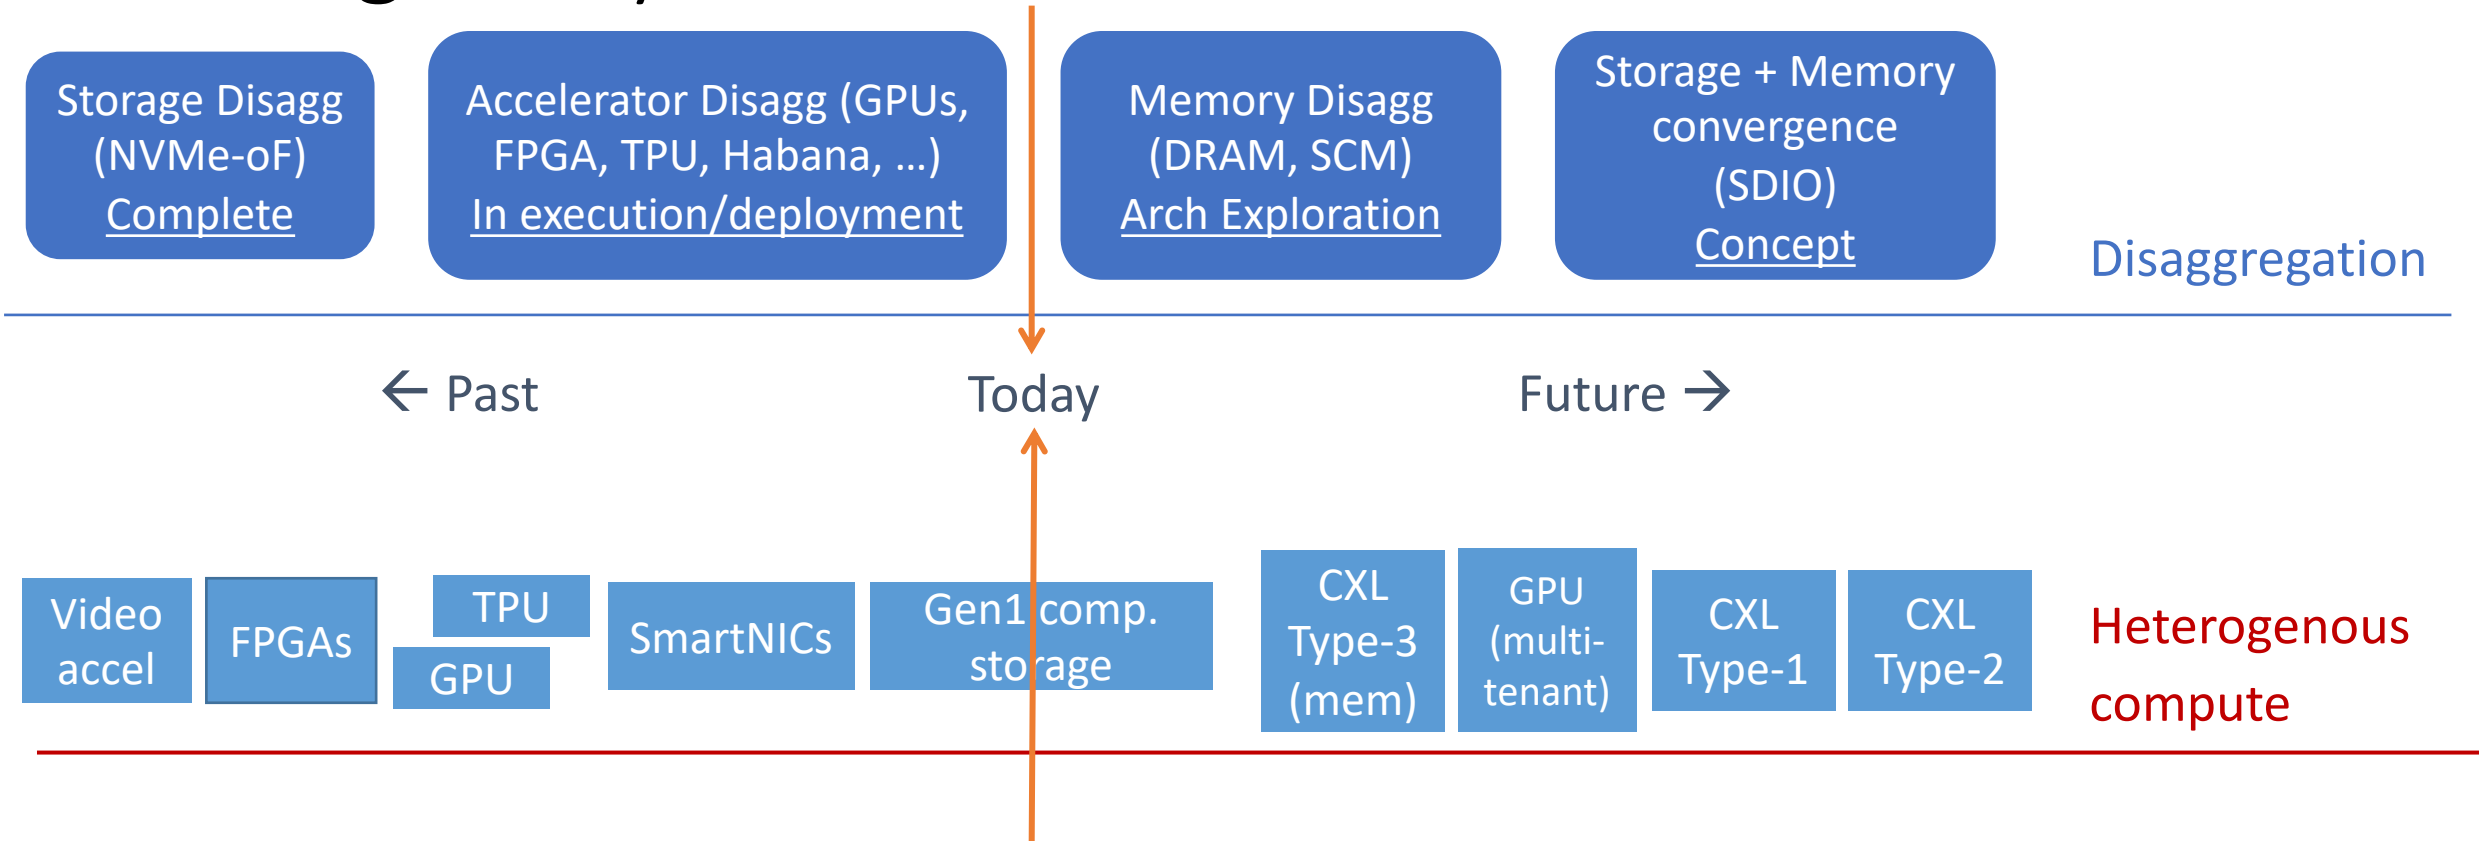 Storage Disagg
(NVMe-oF)
Complete
Accelerator Disagg (GPUs,
FPGA, TPU, Habana, ...)
In execution/deployment
Memory Disagg
(DRAM, SCM)
Arch Exploration
Storage + Memory
convergence
(SDIO)
Concept
Disaggregation
← Past
Today
Future →
Video
accel
FPGAs
TPU
GPU
SmartNICs
Gen1 comp.
storage
CXL
Type-3
(mem)
GPU
(multi-
tenant)
CXL
Type-1
CXL
Type-2
Heterogenous
compute